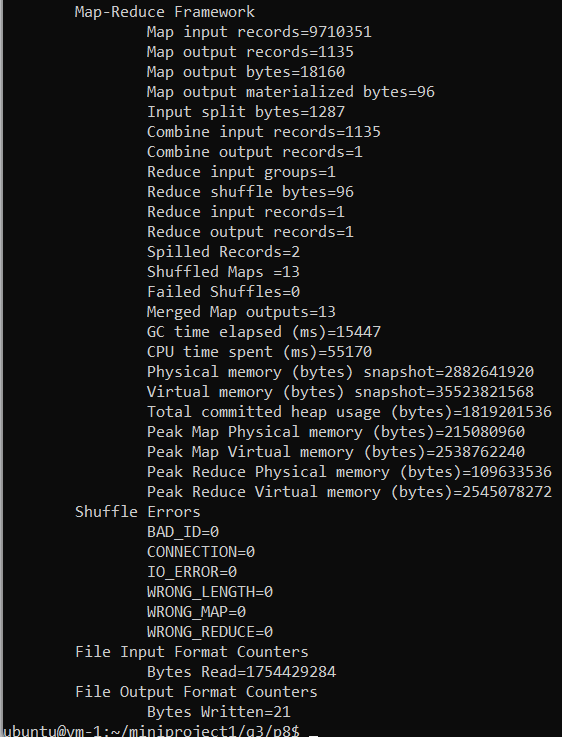 Map-Reduce Framework
Map input records=9710351
Map output records=1135
Map output bytes=18160
Map output materialized bytes=96
Input split bytes=1287
Combine input records=1135
Combine output records=1
Reduce input groups=1
Reduce shuffle bytes=96
Reduce input records=1
Reduce output records=1
Spilled Records=2
Shuffled Maps =13
Failed Shuffles=0
Merged Map outputs=13
GC time elapsed (ms)=15447
CPU time spent (ms)=55170
Physical memory (bytes) snapshot=2882641920
Virtual memory (bytes) snapshot=35523821568
Total committed heap usage (bytes)=1819201536
Peak Map Physical memory (bytes)=215080960
Peak Map Virtual memory (bytes)=2538762240
Peak Reduce Physical memory (bytes)=109633536
Peak Reduce Virtual memory (bytes)=2545078272
Shuffle Errors
BAD_ID=0
CONNECTION=0
IO_ERROR=0
WRONG_LENGTH=0
WRONG_MAP=0
WRONG_REDUCE=0
File Input Format Counters
Bytes Read=1754429284
File Output Format Counters
Bytes Written=21
ubuntu@vm-1:~/miniproject1/q3/p8$ _